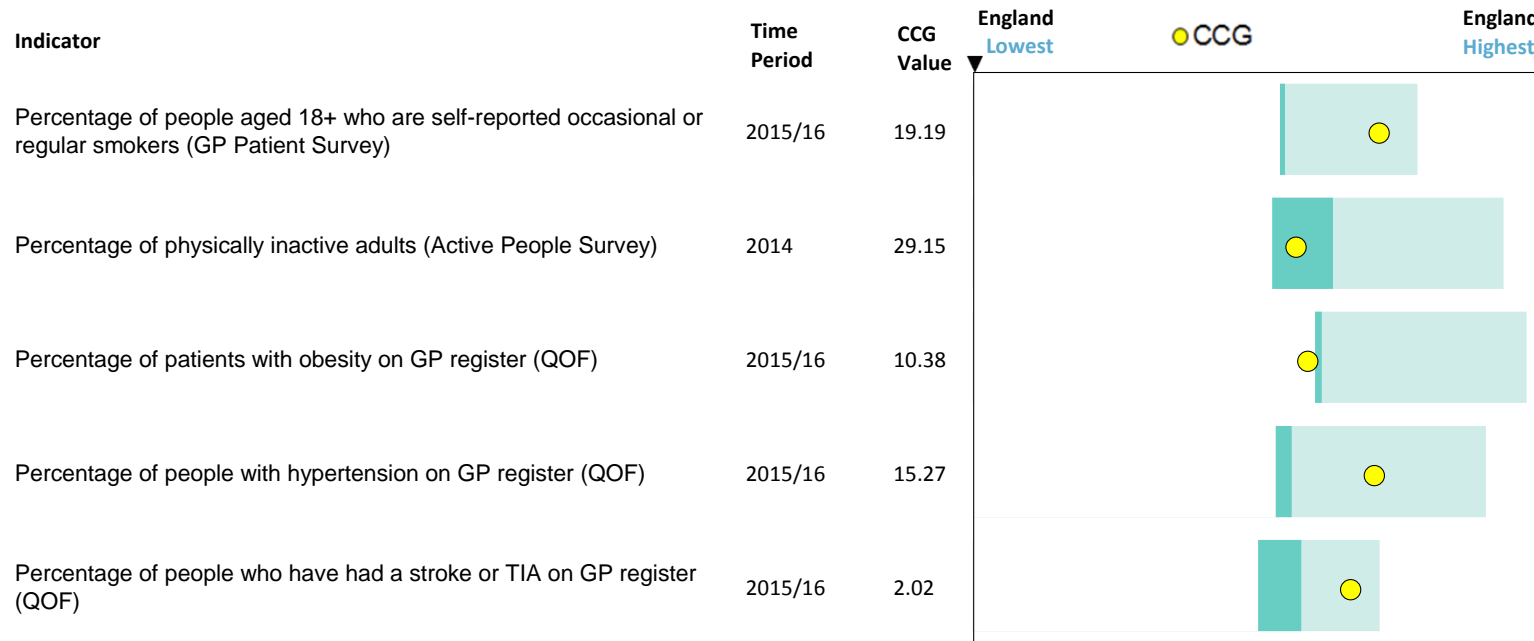 Indicator
Time
Period
CCG
Value
England
Lowest
CCG
England
Highest
Percentage of people aged 18+ who are self-reported occasional or
regular smokers (GP Patient Survey)
2015/16
19.19
Percentage of physically inactive adults (Active People Survey)
2014
29.15
Percentage of patients with obesity on GP register (QOF)
2015/16
10.38
Percentage of people with hypertension on GP register (QOF)
2015/16
15.27
Percentage of people who have had a stroke or TIA on GP register
(QOF)
2015/16
2.02